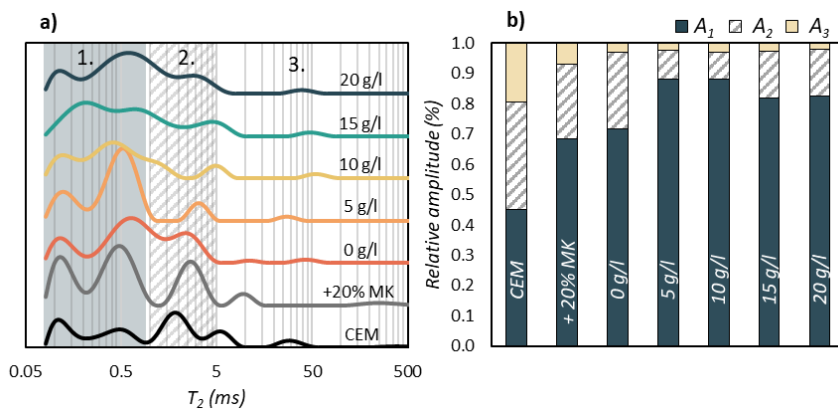 a)
1.
2.
3.
20 g/l
15 g/l
10 g/l
5 g/l
0 g/l
+20% MK
CEM
0.05
0.5
5
50
500
T2 (ms)
b)
A1
A2
A3
Relative amplitude (%)
1.0
0.9
0.8
0.7
0.6
0.5
0.4
0.3
0.2
0.1
0.0
CEM
+ 20% MK
0 g/l
5 g/l
10 g/l
15 g/l
20 g/l